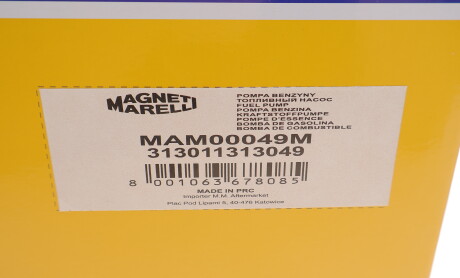 MAGNETI
MARELLI
POMPA BENZYNY
ТОПЛИВНЫЙ НАСОС
FUEL PUMP
POMPA BENZINA
KRAFTSTOFFPUMPE
POMPE D'ESSENCE
BOMBA DE GASOLINA
BOMBA DE COMBUSTIBLE
MAM00049M
313011313049
8 001063 678085
MADE IN PRC
Importer M.M. Aftermarket
Plac Pod Lipami 5, 40-476 Katowice